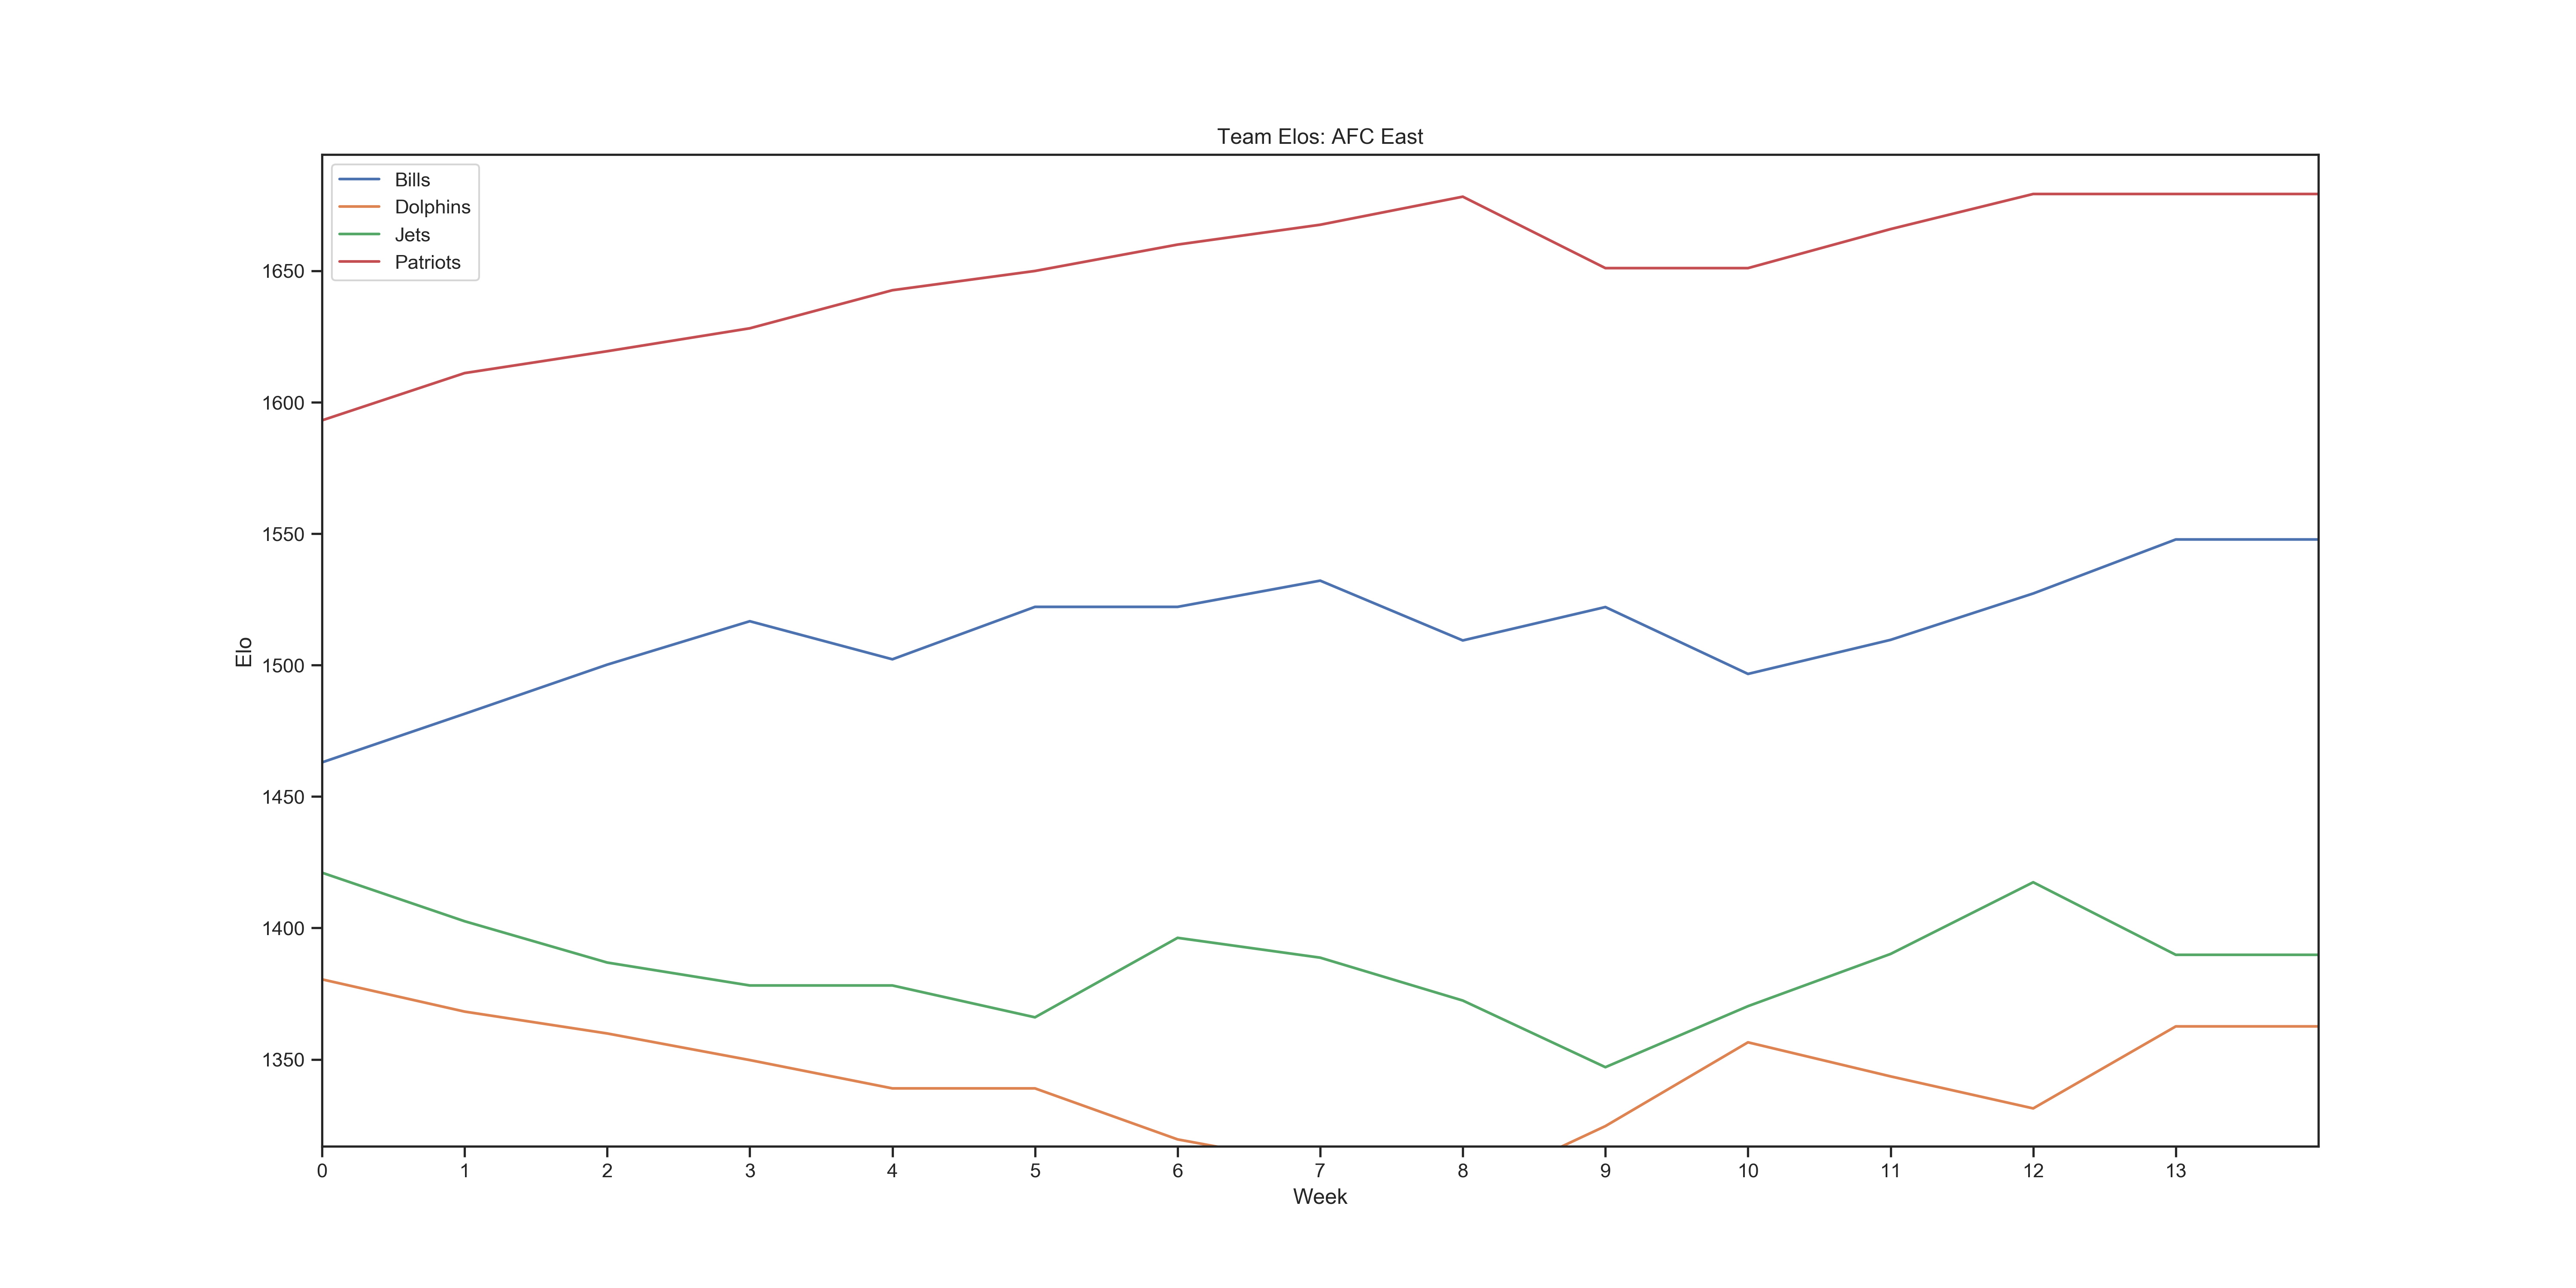 Team Elos: AFC East
Bills
Dolphins
Jets
Patriots
1650
1600
1550
1500
1450
1400
1350
Elo
0 1 2 3 4 5 6 7 8 9 10 11 12 13
Week